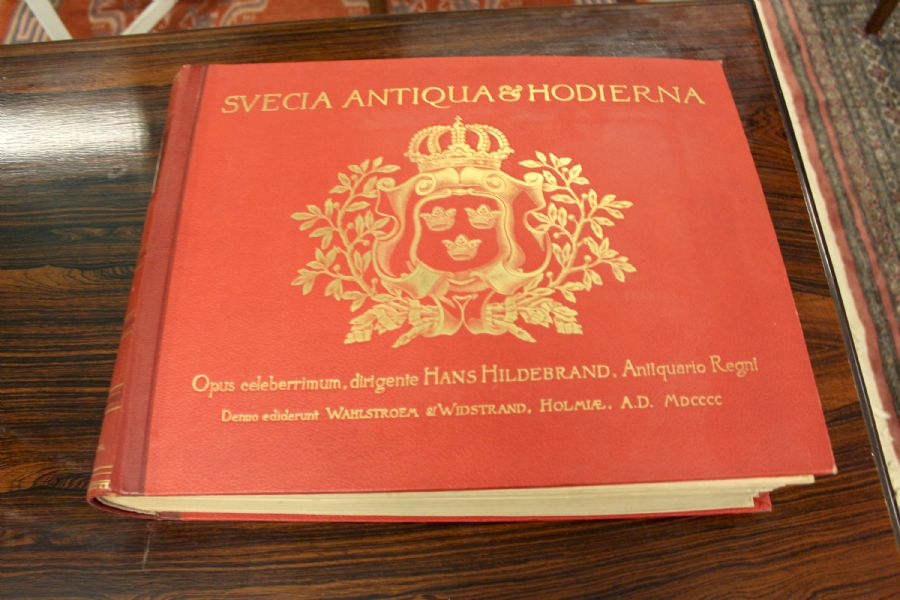 SVECIA ANTIQUA & HODIERNA
Opus celeberrimum, dirigente HANS HILDEBRAND, Antiquario Regni
Denuo ediderunt WAHLSTROEM & WIDSTRAND, HOLMIÆ. A.D. MDCCCC